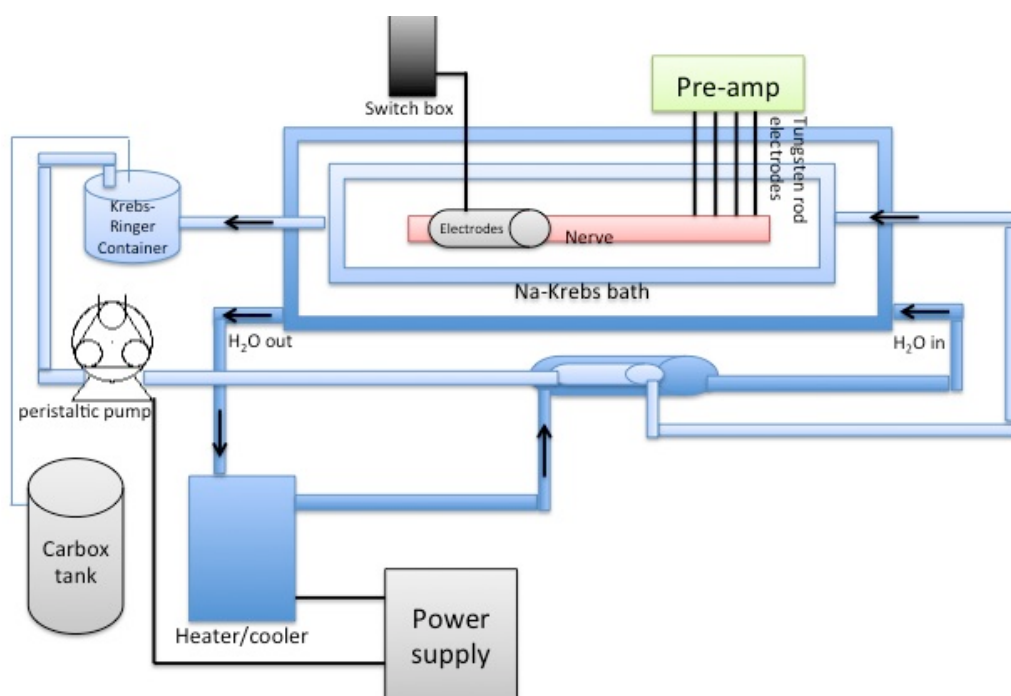 Switch box
Pre-amp
Tungsten rod
electrodes
Krebs-
Ringer
Container
Electrodes
Nerve
Na-Krebs bath
H₂O out
H₂O in
peristaltic pump
Carbox
tank
Heater/cooler
Power
supply